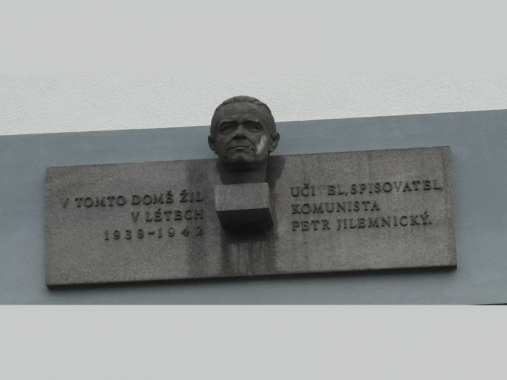 V TOMTO DOMĚ ŽIL
V LÉTECH
1939-1942
UČI EL, SPISOVATEL,
KOMUNISTA
PETR JILEMNICKÝ.